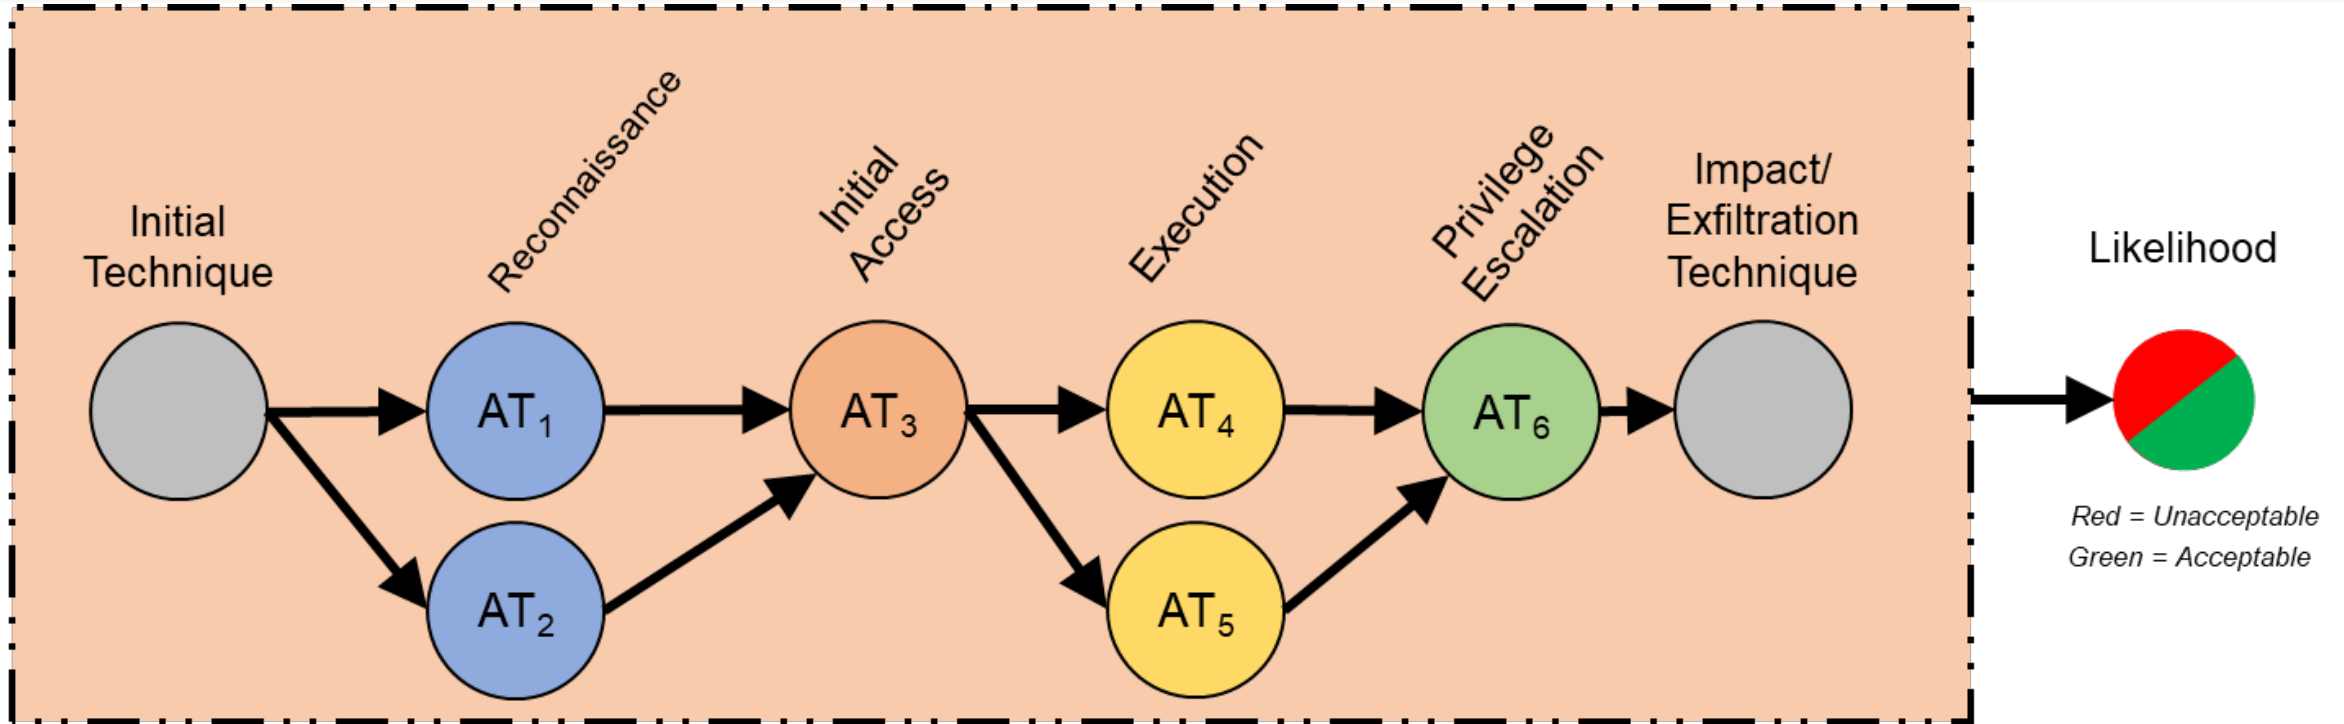 Initial
Technique
Reconnaissance
Initial
Access
Execution
Privilege
Escalation
Impact/
Exfiltration
Technique
Likelihood
AT1
AT3
AT4
AT6
AT2
AT5
Red = Unacceptable
Green = Acceptable